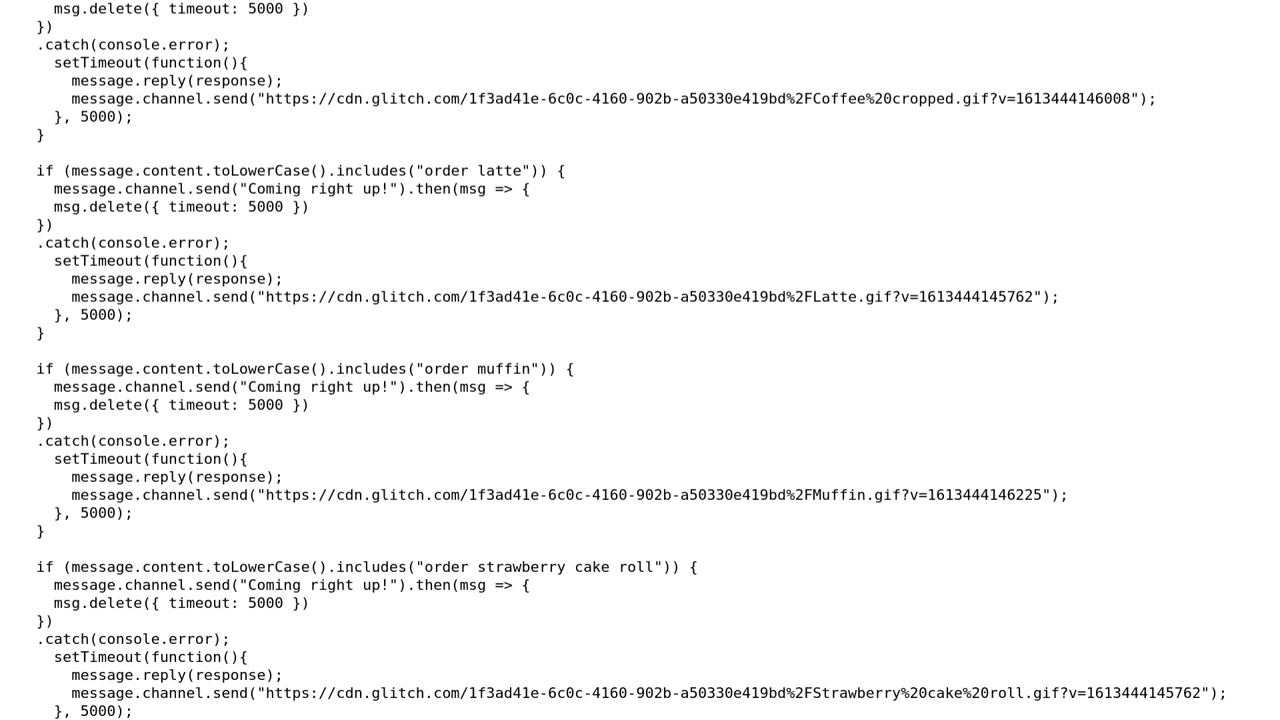 msg.delete({ timeout: 5000 })
})
.catch(console.error);
setTimeout(function(){
message.reply(response);
message.channel.send("https://cdn.glitch.com/1f3ad41e-6c0c-4160-902b-a50330e419bd%2FCoffee%20cropped.gif?v=1613444146008");
}, 5000);
}

if (message.content.toLowerCase().includes("order latte")) {
message.channel.send("Coming right up!").then(msg => {
msg.delete({ timeout: 5000 })
})
.catch(console.error);
setTimeout(function(){
message.reply(response);
message.channel.send("https://cdn.glitch.com/1f3ad41e-6c0c-4160-902b-a50330e419bd%2FLatte.gif?v=1613444145762");
}, 5000);
}

if (message.content.toLowerCase().includes("order muffin")) {
message.channel.send("Coming right up!").then(msg => {
msg.delete({ timeout: 5000 })
})
.catch(console.error);
setTimeout(function(){
message.reply(response);
message.channel.send("https://cdn.glitch.com/1f3ad41e-6c0c-4160-902b-a50330e419bd%2FMuffin.gif?v=1613444146225");
}, 5000);
}

if (message.content.toLowerCase().includes("order strawberry cake roll")) {
message.channel.send("Coming right up!").then(msg => {
msg.delete({ timeout: 5000 })
})
.catch(console.error);
setTimeout(function(){
message.reply(response);
message.channel.send("https://cdn.glitch.com/1f3ad41e-6c0c-4160-902b-a50330e419bd%2FStrawberry%20cake%20roll.gif?v=1613444145762");
}, 5000);